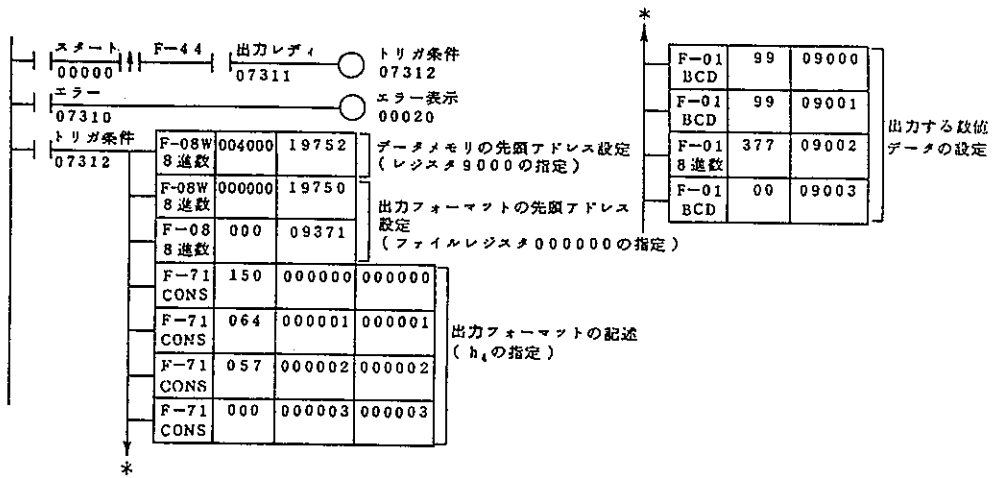 スタート
00000
F-44
出力レディ
07311
トリガ条件
07312
エラー
07310
エラー表示
00020
トリガ条件
07312
F-08W 004000 19752
8進数
データメモリの先頭アドレス設定
(レジスタ9000の指定)
F-08W 000000 19750
8進数
F-08 000 09371
8進数
出力フォーマットの先頭アドレス
設定
(ファイルレジスタ000000の指定)
F-71 150 000000 000000
CONS
F-71 064 000001 000001
CONS
F-71 057 000002 000002
CONS
F-71 000 000003 000003
CONS
出力フォーマットの記述
(h4の指定)
*
*
F-01 99 09000
BCD
F-01 99 09001
BCD
F-01 377 09002
8進数
F-01 00 09003
BCD
出力する数値
データの設定